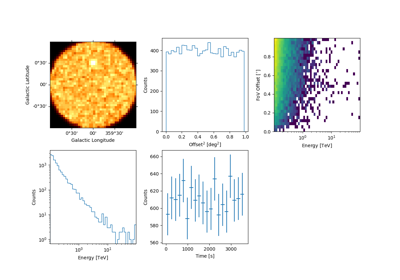 Galactic Latitude
0°30'
00'
0°30'
0°30' 00' 359°30'
Galactic Longitude
Counts
400
300
200
100
0
0.0 0.2 0.4 0.6 0.8 1.0
Offset² [deg²]
FoV Offset [°]
1.0
0.8
0.6
0.4
0.2
0.0
10⁰ 10¹
Energy [TeV]
Counts
10²
10¹
10⁰
10⁰ 10¹
Energy [TeV]
Counts
660
640
620
600
580
560
0 1000 2000 3000
Time [s]